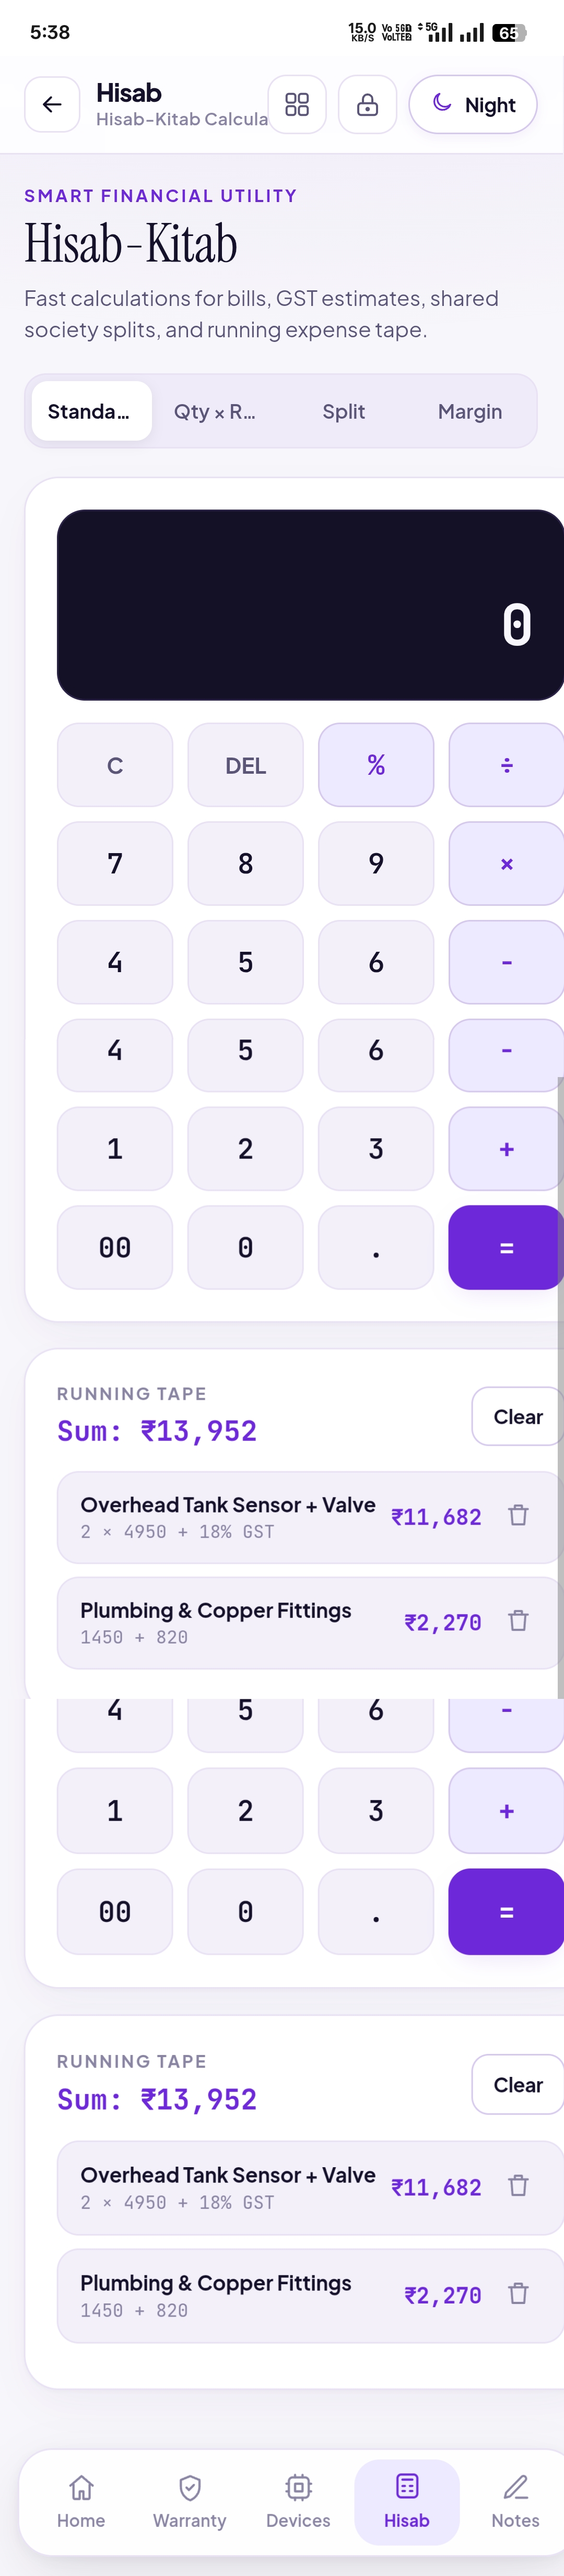 5:38
15.0 KB/S
Vo 5G
VoLTE2
5G
65
Hisab
Hisab-Kitab Calcula
Night
SMART FINANCIAL UTILITY
Hisab-Kitab
Fast calculations for bills, GST estimates, shared
society splits, and running expense tape.
Standa... Qty × R... Split Margin
0
C DEL % ÷
7 8 9 ×
4 5 6 -
4 5 6 -
1 2 3 +
00 0 . =
RUNNING TAPE
Sum: ₹13,952
Clear
Overhead Tank Sensor + Valve
2 × 4950 + 18% GST
₹11,682
Plumbing & Copper Fittings
1450 + 820
₹2,270
4 5 6 -
1 2 3 +
00 0 . =
RUNNING TAPE
Sum: ₹13,952
Clear
Overhead Tank Sensor + Valve
2 × 4950 + 18% GST
₹11,682
Plumbing & Copper Fittings
1450 + 820
₹2,270
Home Warranty Devices Hisab Notes